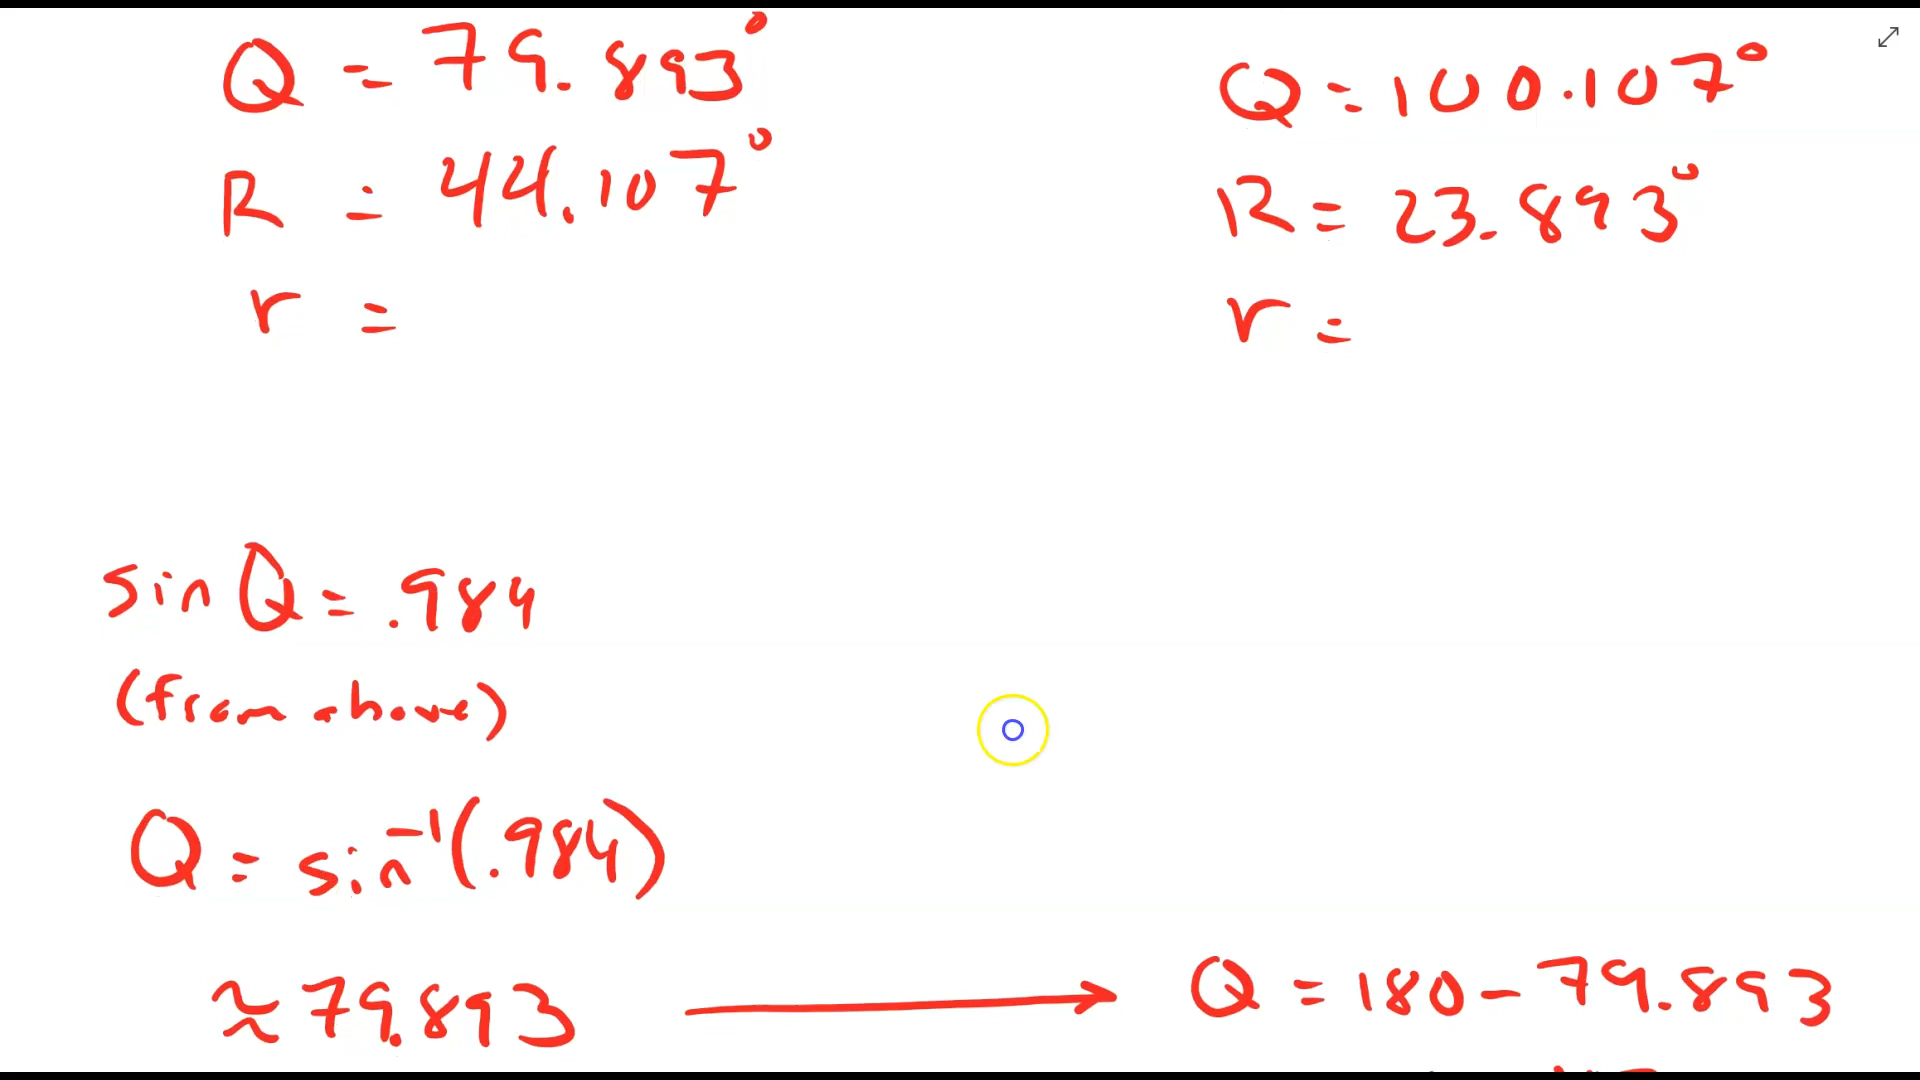 Q = 79.893°
R = 44.107°
r =
Q = 100.107°
R = 23.893°
r =
sin Q = .984
(from above)
Q = sin⁻¹(.984)
≈ 79.893 → Q = 180 - 79.893